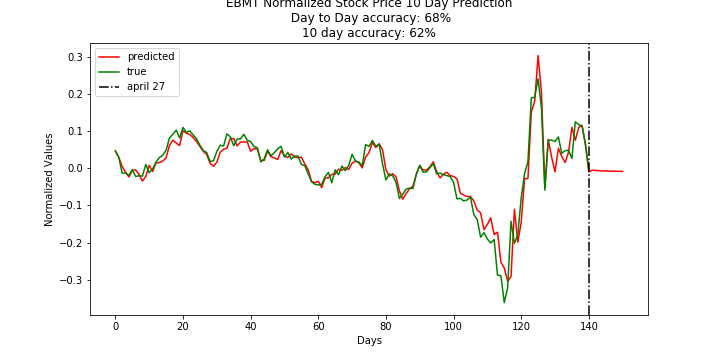 EBMT Normalized Stock Price 10 Day Prediction
Day to Day accuracy: 68%
10 day accuracy: 62%
predicted
true
april 27
Normalized Values
0.3
0.2
0.1
0.0
−0.1
−0.2
−0.3
0 20 40 60 80 100 120 140
Days